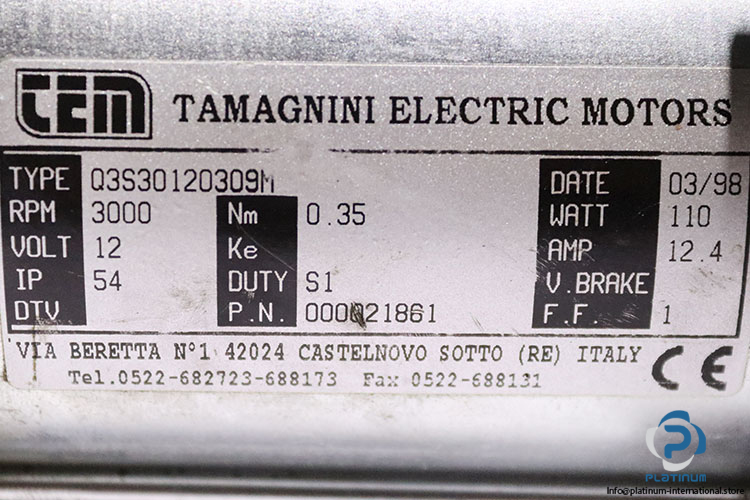 TEM TAMAGNINI ELECTRIC MOTORS
TYPE Q3S30120309M DATE 03/98
RPM 3000 Nm 0.35 WATT 110
VOLT 12 Ke AMP 12.4
IP 54 DUTY S1 V.BRAKE
DTV P.N. 000021861 F.F. 1
VIA BERETTA N°1 42024 CASTELNOVO SOTTO (RE) ITALY
Tel.0522-682723-688173 Fax 0522-688131
CE
PLATINUM
Info@platinum-international.store